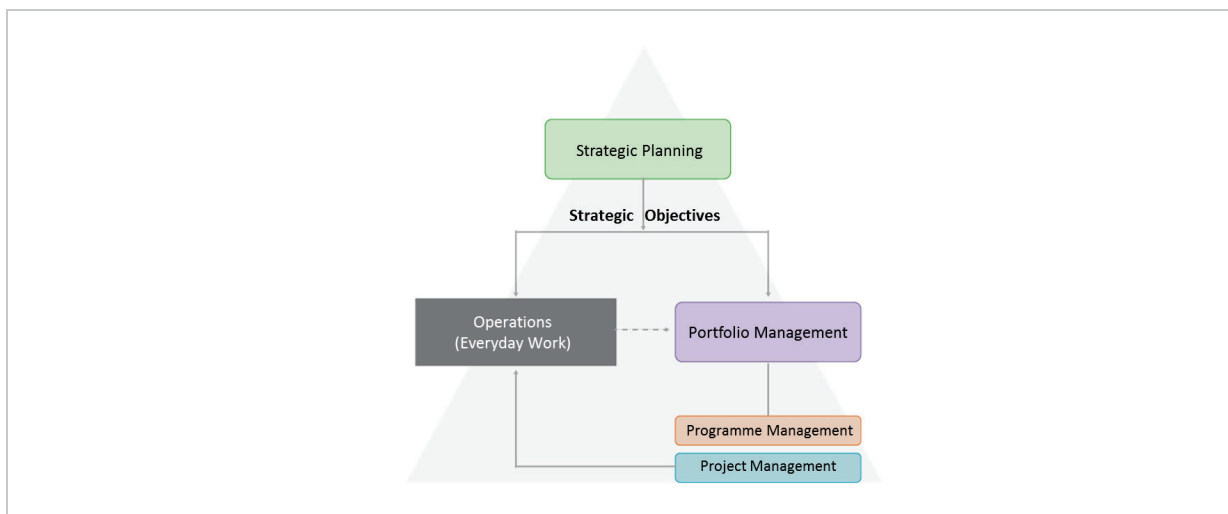 Strategic Planning
Strategic Objectives
Operations
(Everyday Work)
Portfolio Management
Programme Management
Project Management